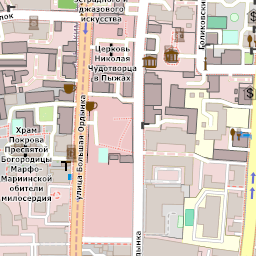 эстрадного и
джазового
искусства
Церковь
Николая
Чудотворца
в Пыжах
Храм
Покрова
Пресвятой
Богородицы
Марфо-
Мариинской
обители
милосердия
улица Большая Ордынка